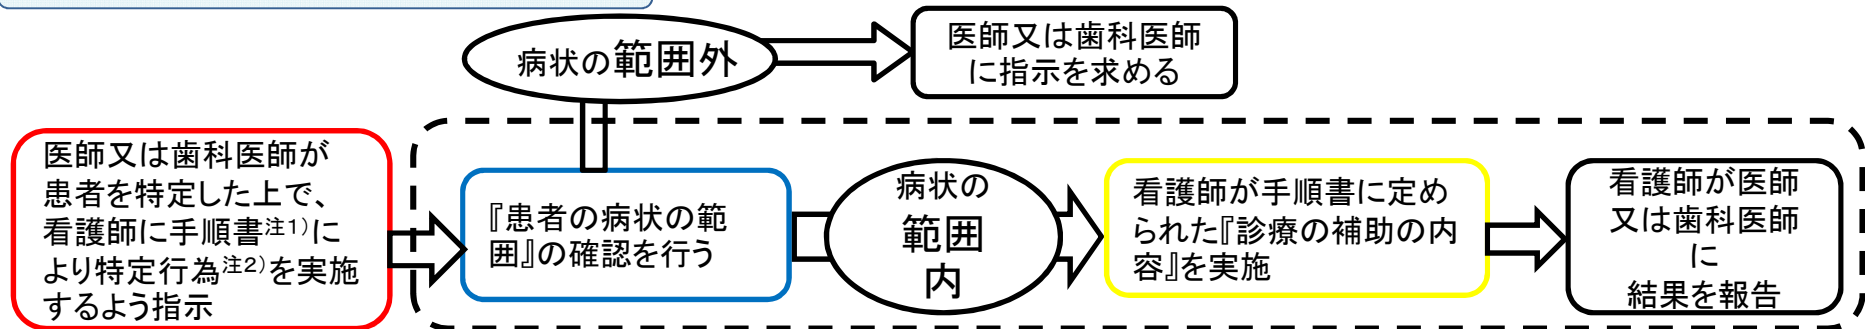 病状の範囲外
医師又は歯科医師
に指示を求める
医師又は歯科医師が
患者を特定した上で、
看護師に手順書注1)に
より特定行為注2)を実施
するよう指示
『患者の病状の範
囲』の確認を行う
病状の
範囲
内
看護師が手順書に定め
られた『診療の補助の内
容』を実施
看護師が医師
又は歯科医師
に
結果を報告